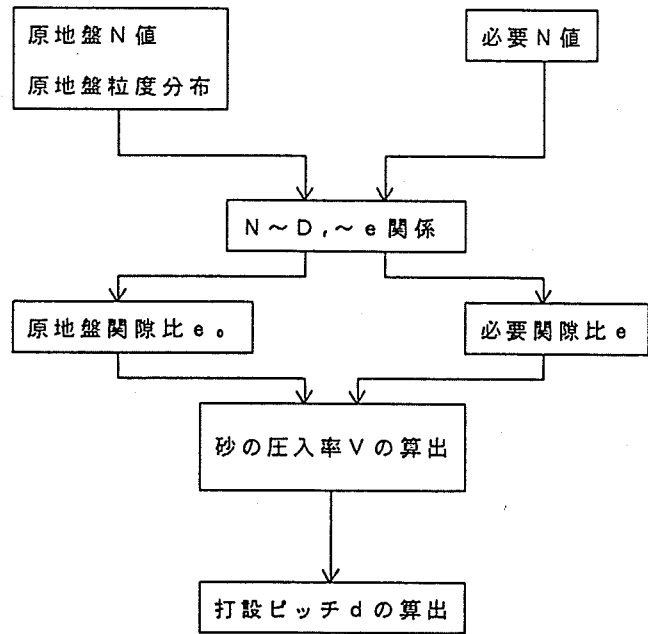 原地盤N値
原地盤粒度分布
必要N値
N～D,～e関係
原地盤関隙比e。
必要関隙比e
砂の圧入率Vの算出
打設ピッチdの算出